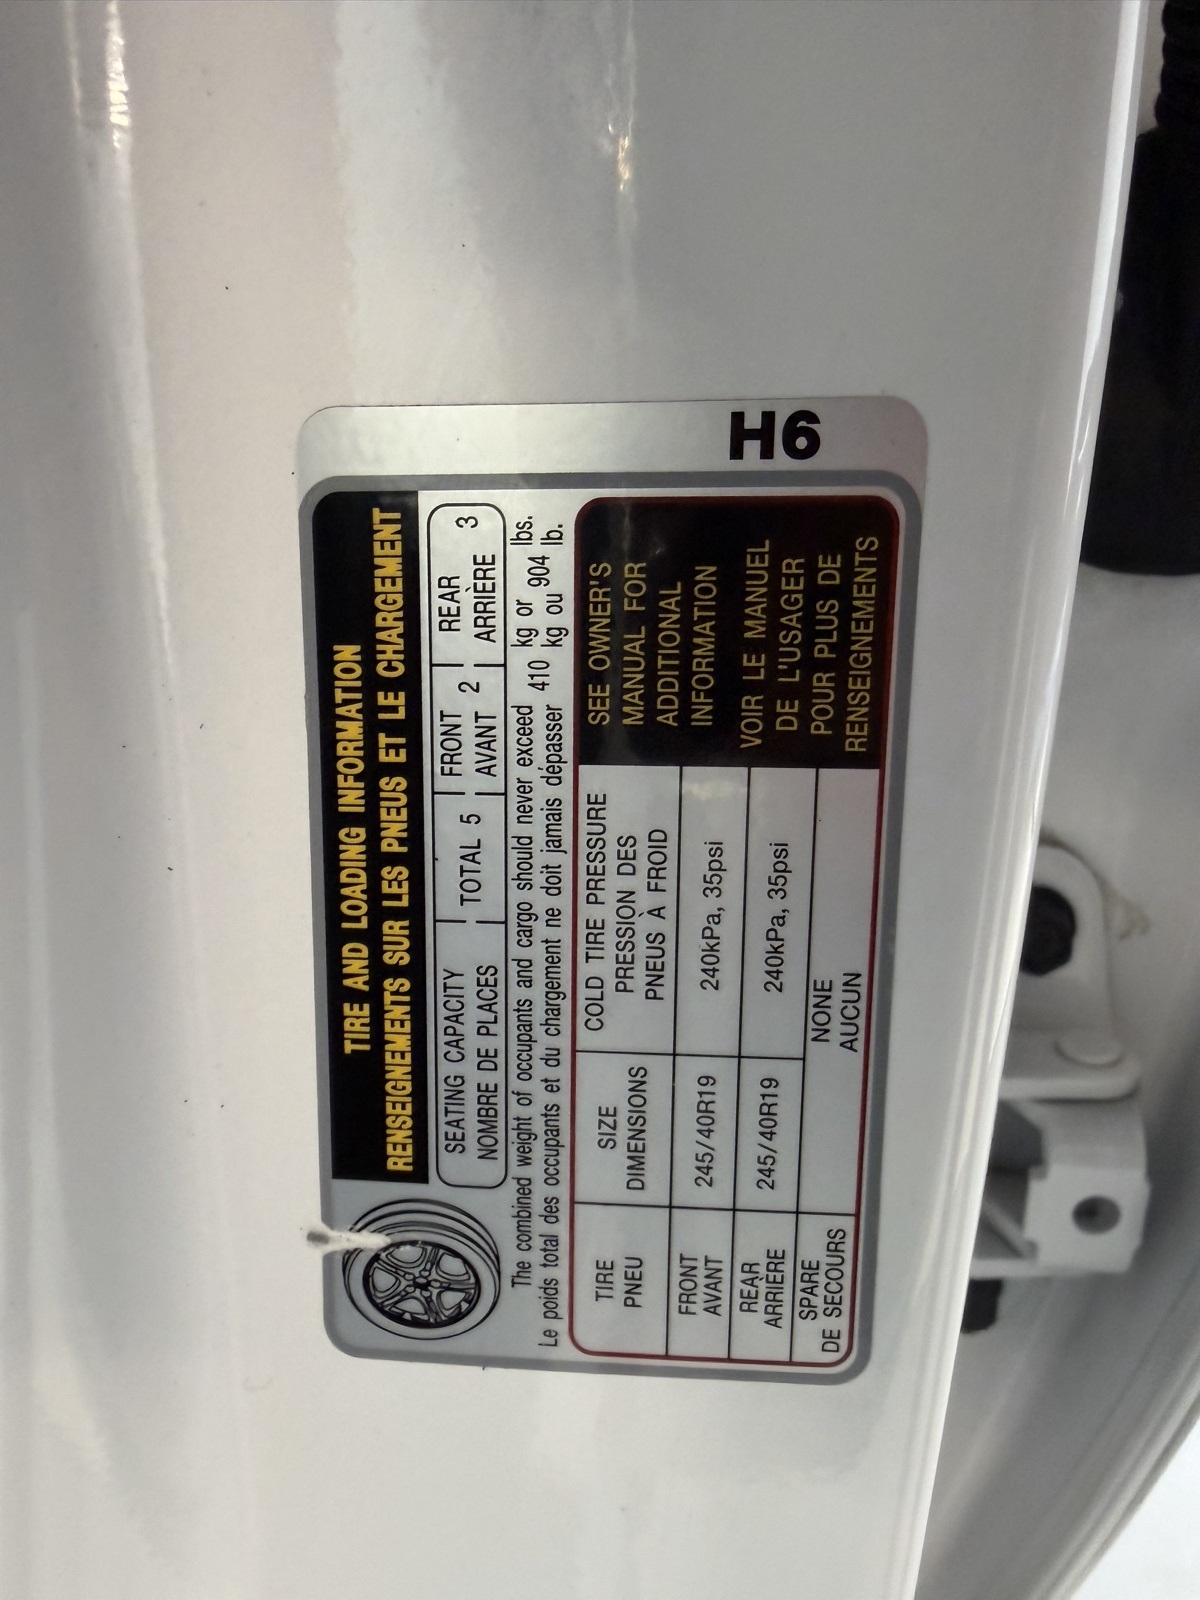 TIRE AND LOADING INFORMATION
RENSEIGNEMENTS SUR LES PNEUS ET LE CHARGEMENT
SEATING CAPACITY
NOMBRE DE PLACES
TOTAL 5
FRONT
AVANT 2
REAR
ARRIÈRE 3
The combined weight of occupants and cargo should never exceed 410 kg or 904 lbs.
Le poids total des occupants et du chargement ne doit jamais dépasser 410 kg ou 904 lb.
TIRE
PNEU
SIZE
DIMENSIONS
COLD TIRE PRESSURE
PRESSION DES
PNEUS À FROID
FRONT
AVANT
245/40R19
240kPa, 35psi
REAR
ARRIÈRE
245/40R19
240kPa, 35psi
SPARE
DE SECOURS
NONE
AUCUN
SEE OWNER'S
MANUAL FOR
ADDITIONAL
INFORMATION
VOIR LE MANUEL
DE L'USAGER
POUR PLUS DE
RENSEIGNEMENTS
H6